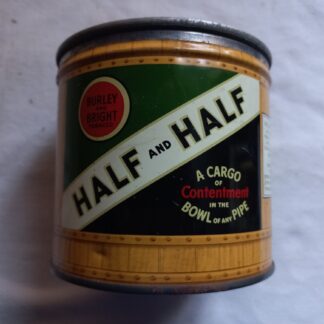 BURLEY
AND
BRIGHT
TOBACCO
HALF AND HALF
A CARGO
OF
Contentment
IN THE
BOWL OF ANY PIPE